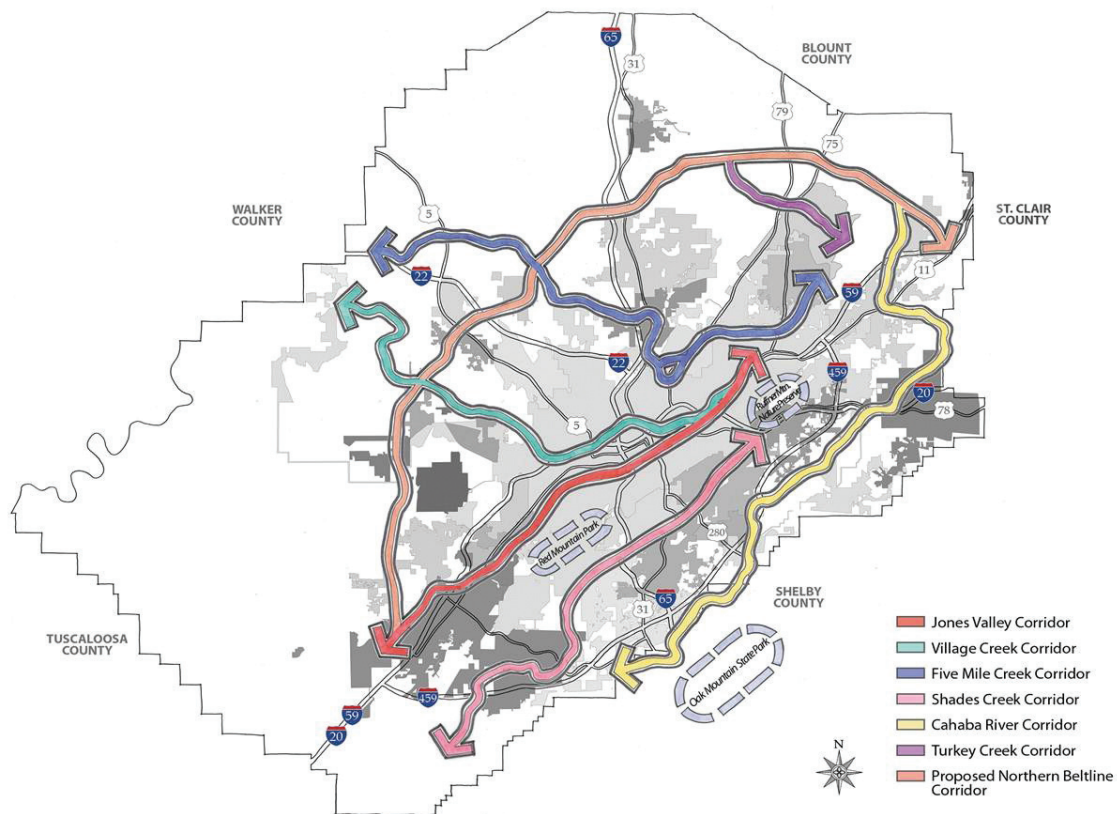 65
31
BLOUNT
COUNTY
79
75
5
WALKER
COUNTY
ST. CLAIR
COUNTY
22
11
59
22
459
20
78
Ruffner Mtn.
Nature Preserve
5
280
Red Mountain Park
65
31
SHELBY
COUNTY
TUSCALOOSA
COUNTY
Oak Mountain State Park
459
59
20
N
Jones Valley Corridor
Village Creek Corridor
Five Mile Creek Corridor
Shades Creek Corridor
Cahaba River Corridor
Turkey Creek Corridor
Proposed Northern Beltline
Corridor